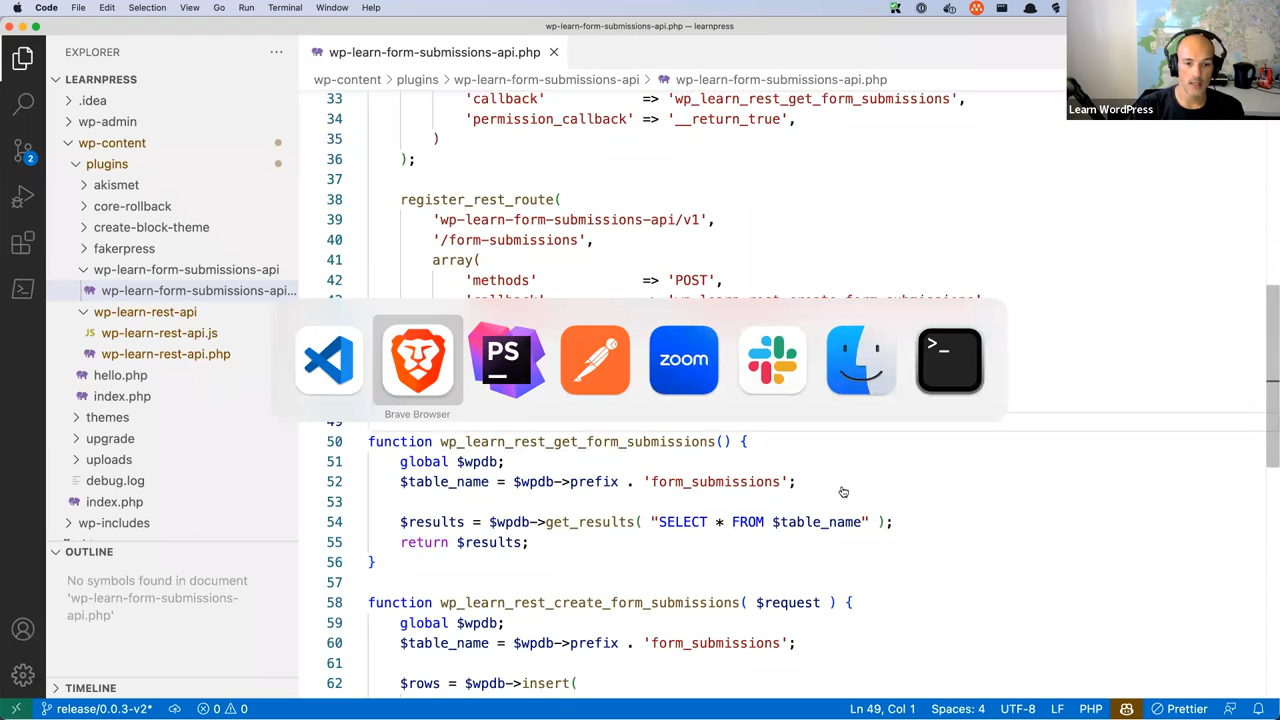 Code File Edit Selection View Go Run Terminal Window Help
wp-learn-form-submissions-api.php — learnpress
EXPLORER
wp-learn-form-submissions-api.php
LEARNPRESS
wp-content plugins wp-learn-form-submissions-api wp-learn-form-submissions-api.php
.idea
wp-admin
wp-content
plugins
akismet
core-rollback
create-block-theme
fakerpress
wp-learn-form-submissions-api
wp-learn-form-submissions-api...
wp-learn-rest-api
JS wp-learn-rest-api.js
wp-learn-rest-api.php
hello.php
index.php
themes
upgrade
uploads
debug.log
index.php
wp-includes
2
OUTLINE
No symbols found in document
'wp-learn-form-submissions-
api.php'
TIMELINE
33 'callback' => 'wp_learn_rest_get_form_submissions',
34 'permission_callback' => '__return_true',
35 )
36 );
37
38 register_rest_route(
39 'wp-learn-form-submissions-api/v1',
40 '/form-submissions',
41 array(
42 'methods' => 'POST',
PS
zoom
>_
Brave Browser
49
50 function wp_learn_rest_get_form_submissions() {
51 global $wpdb;
52 $table_name = $wpdb->prefix . 'form_submissions';
53
54 $results = $wpdb->get_results( "SELECT * FROM $table_name" );
55 return $results;
56 }
57
58 function wp_learn_rest_create_form_submissions( $request ) {
59 global $wpdb;
60 $table_name = $wpdb->prefix . 'form_submissions';
61
62 $rows = $wpdb->insert(
Learn WordPress
release/0.0.3-v2* 0 0 Ln 49, Col 1 Spaces: 4 UTF-8 LF PHP Prettier